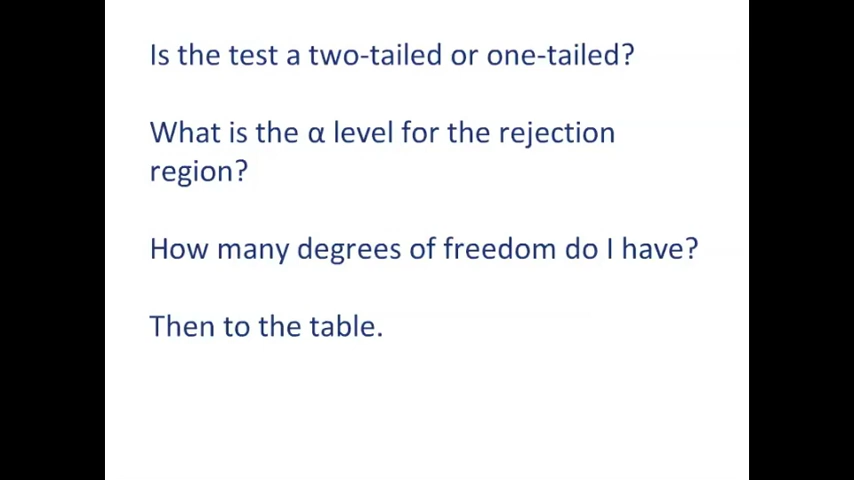 Is the test a two-tailed or one-tailed?
What is the α level for the rejection
region?
How many degrees of freedom do I have?
Then to the table.